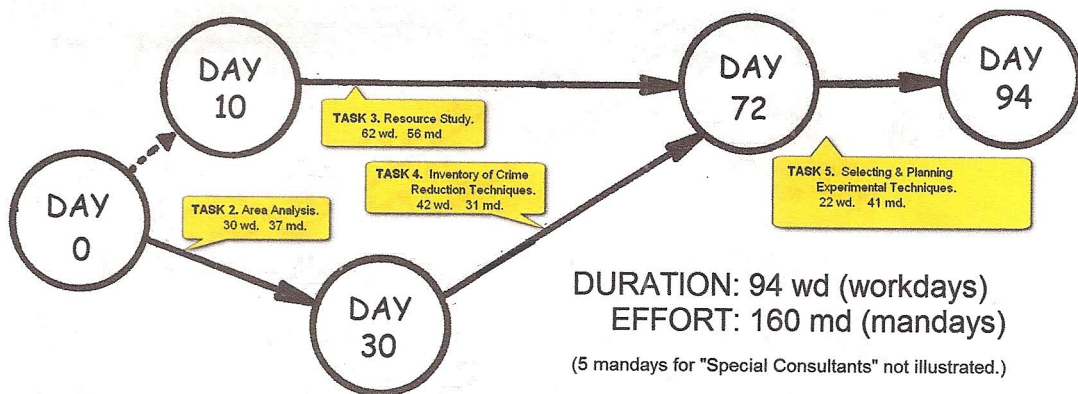 DAY
10
DAY
72
DAY
94
TASK 3. Resource Study.
62 wd. 56 md
TASK 4. Inventory of Crime
Reduction Techniques.
42 wd. 31 md.
TASK 5. Selecting & Planning
Experimental Techniques.
22 wd. 41 md.
DAY
0
TASK 2. Area Analysis.
30 wd. 37 md.
DAY
30
DURATION: 94 wd (workdays)
EFFORT: 160 md (mandays)
(5 mandays for "Special Consultants" not illustrated.)